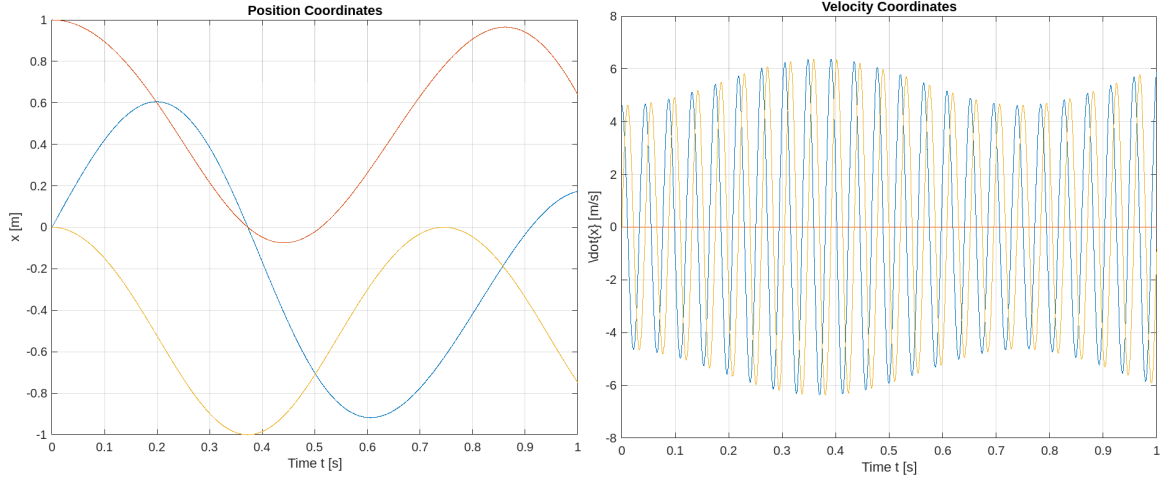 Position Coordinates
1
0.8
0.6
0.4
0.2
0
-0.2
-0.4
-0.6
-0.8
-1
x [m]
0 0.1 0.2 0.3 0.4 0.5 0.6 0.7 0.8 0.9 1
Time t [s]
Velocity Coordinates
8
6
4
2
0
-2
-4
-6
-8
\dot{x} [m/s]
0 0.1 0.2 0.3 0.4 0.5 0.6 0.7 0.8 0.9 1
Time t [s]